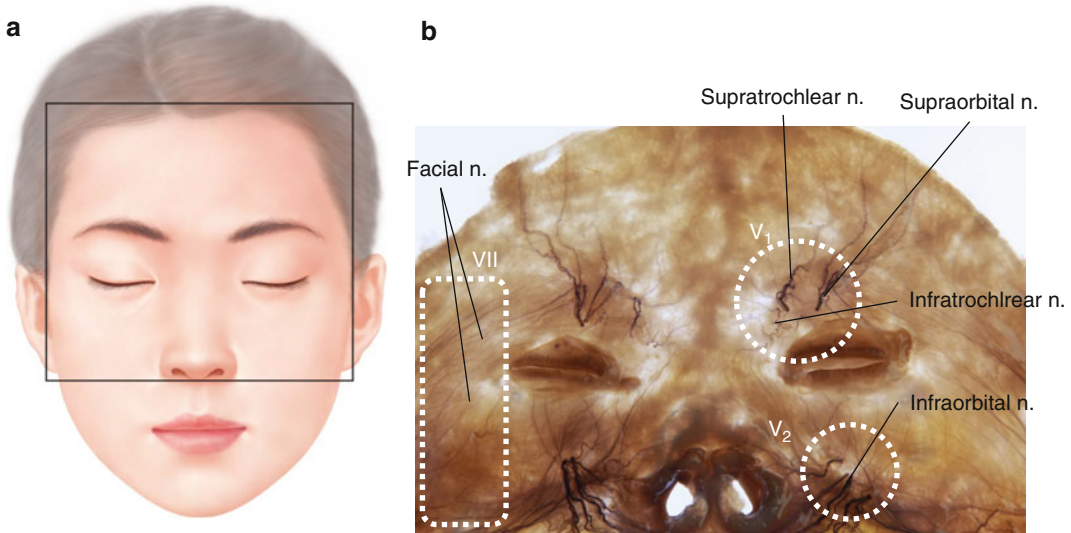 a
b
Supratrochlear n.
Supraorbital n.
Facial n.
V1
VII
Infratrochlrear n.
Infraorbital n.
V2